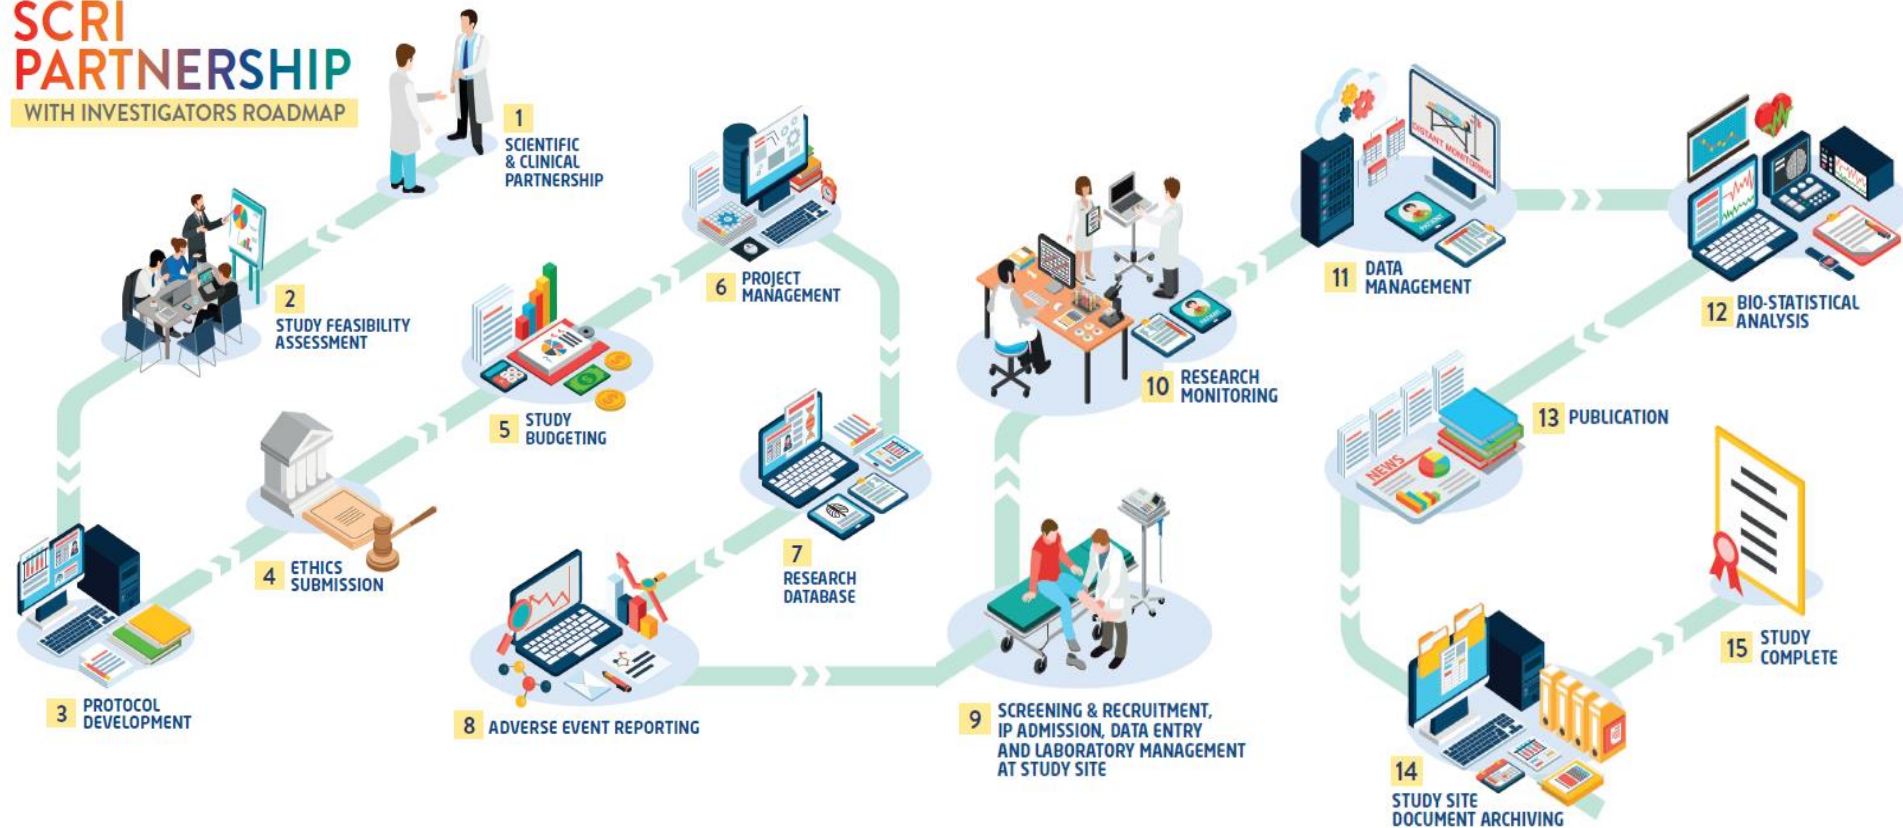 SCRI
PARTNERSHIP
WITH INVESTIGATORS ROADMAP
1
SCIENTIFIC
& CLINICAL
PARTNERSHIP
2
STUDY FEASIBILITY
ASSESSMENT
3
PROTOCOL
DEVELOPMENT
4
ETHICS
SUBMISSION
5
STUDY
BUDGETING
6
PROJECT
MANAGEMENT
7
RESEARCH
DATABASE
8
ADVERSE EVENT REPORTING
9
SCREENING & RECRUITMENT,
IP ADMISSION, DATA ENTRY
AND LABORATORY MANAGEMENT
AT STUDY SITE
PATIENT
10
RESEARCH
MONITORING
DISTANT MONITORING
PATIENT
11
DATA
MANAGEMENT
12
BIO-STATISTICAL
ANALYSIS
NEWS
13
PUBLICATION
14
STUDY SITE
DOCUMENT ARCHIVING
15
STUDY
COMPLETE